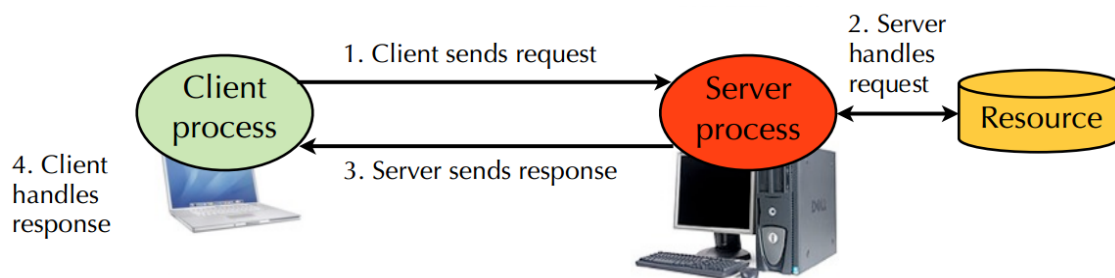 1. Client sends request
2. Server
handles
request
Client
process
Server
process
Resource
3. Server sends response
4. Client
handles
response
DELL